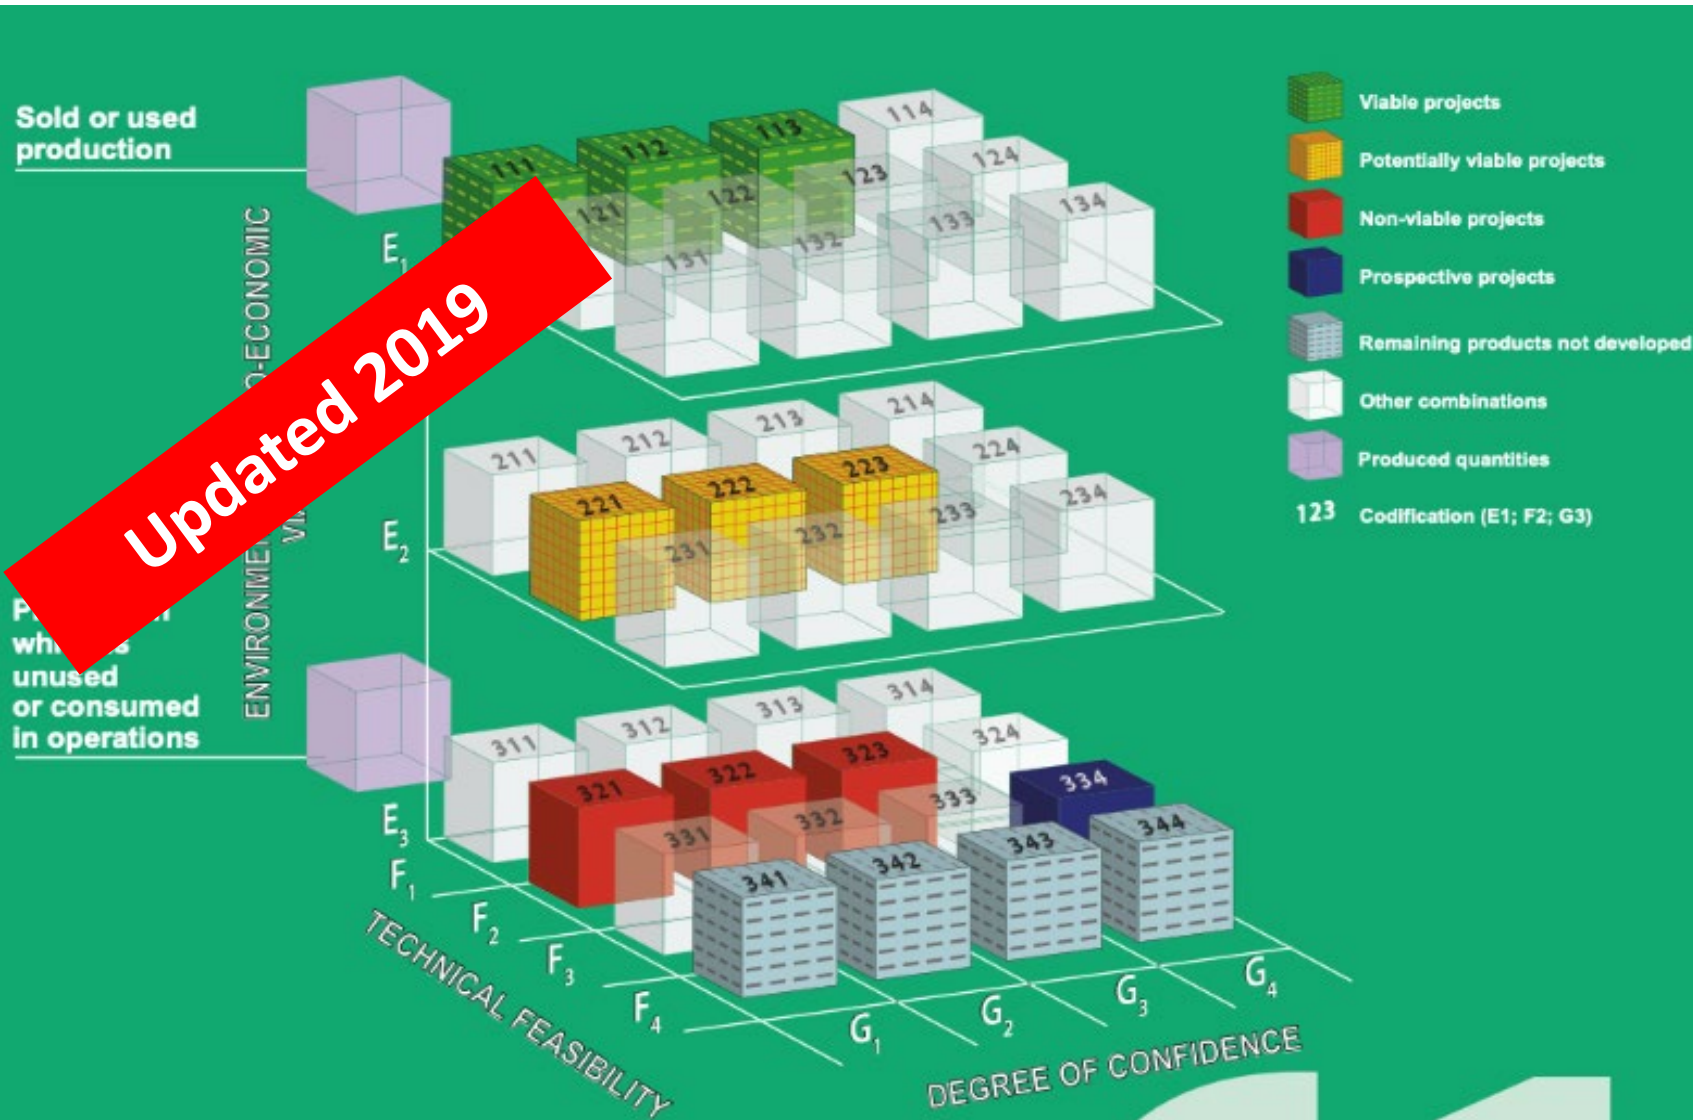 Sold or used
production
Viable projects
Potentially viable projects
Non-viable projects
Prospective projects
Remaining products not developed
Other combinations
Produced quantities
123 Codification (E1; F2; G3)
Updated 2019
unused
or consumed
in operations
E1
E2
E3
F1
F2
F3
F4
G1
G2
G3
G4
TECHNICAL FEASIBILITY
DEGREE OF CONFIDENCE
111
112
113
114
121
122
123
124
131
132
133
134
211
212
213
214
221
222
223
224
231
232
233
234
311
312
313
314
321
322
323
324
331
332
333
334
341
342
343
344